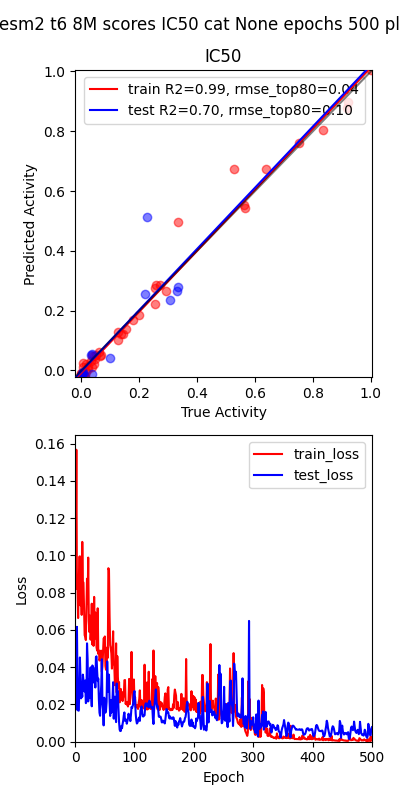 esm2 t6 8M scores IC50 cat None epochs 500 pl
IC50
train R2=0.99, rmse_top80=0.04
test R2=0.70, rmse_top80=0.10
Predicted Activity
1.0
0.8
0.6
0.4
0.2
0.0
0.0 0.2 0.4 0.6 0.8 1.0
True Activity
train_loss
test_loss
Loss
0.16
0.14
0.12
0.10
0.08
0.06
0.04
0.02
0.00
0 100 200 300 400 500
Epoch